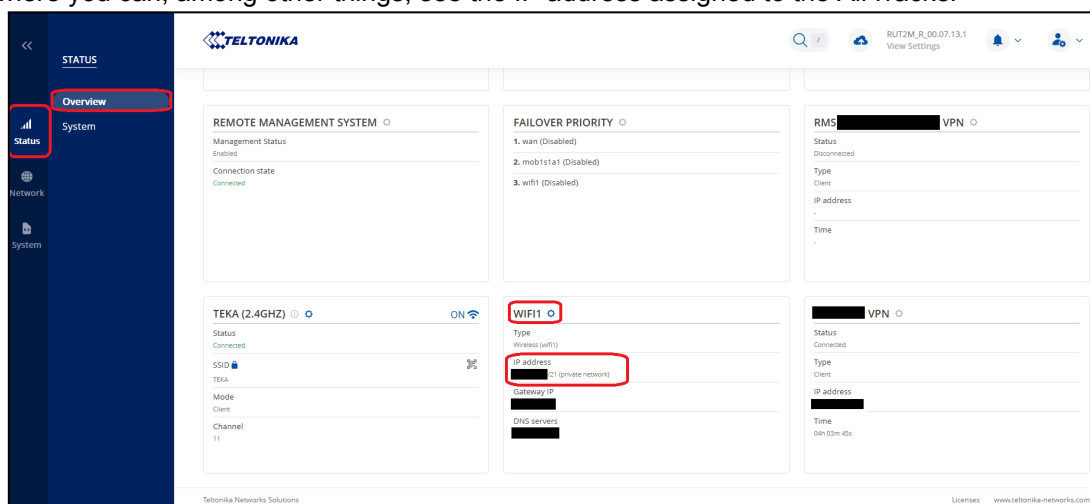 where you can, among other things, see the IP address assigned to the AirTracker
STATUS
Overview
System
Status
Network
System
TELTONIKA
/
RUT2M_R_00.07.13.1
View Settings
REMOTE MANAGEMENT SYSTEM
Management Status
Enabled
Connection state
Connected
FAILOVER PRIORITY
1. wan (Disabled)
2. mob1s1a1 (Disabled)
3. wifi1 (Disabled)
RMS VPN
Status
Disconnected
Type
Client
IP address
-
Time
-
TEKA (2.4GHZ) ON
Status
Connected
SSID
TEKA
Mode
Client
Channel
11
WIFI1
Type
Wireless (wifi1)
IP address
/21 (private network)
Gateway IP
DNS servers
VPN
Status
Connected
Type
Client
IP address
Time
04h 03m 45s
Teltonika Networks Solutions
Licenses www.teltonika-networks.com